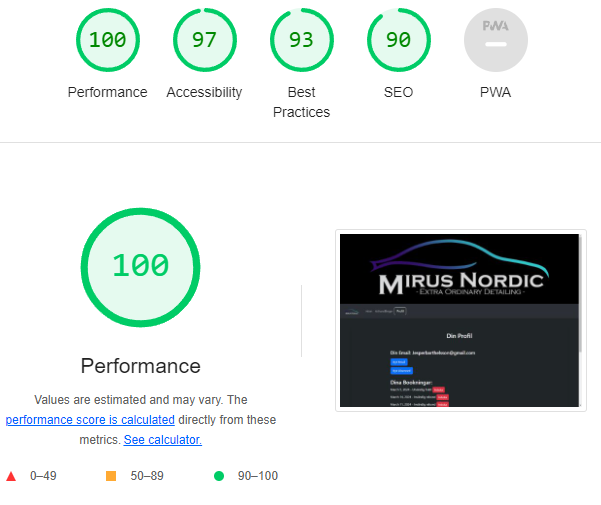 100
97
93
90
PWA
Performance
Accessibility
Best
Practices
SEO
PWA
100
Performance
Values are estimated and may vary. The
performance score is calculated directly from these
metrics. See calculator.
0–49
50–89
90–100
MIRUS NORDIC
- EXTRA ORDINARY DETAILING -
Profil
Din Profil
Din Email: Jesperbarthelsson@gmail.com
Dina Bookningar: